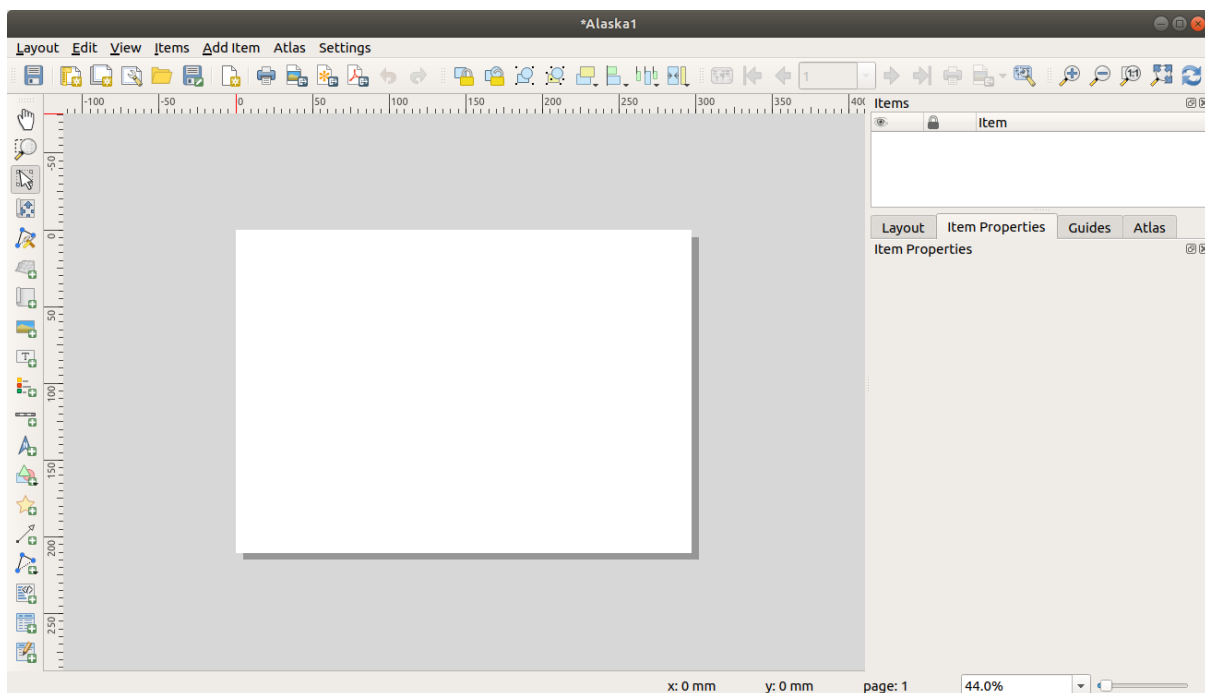 *Alaska1
Layout Edit View Items Add Item Atlas Settings
1
-100 -50 0 50 100 150 200 250 300 350 400
Items
Item
Layout Item Properties Guides Atlas
Item Properties
-50
0
50
100
150
200
250
x: 0 mm y: 0 mm page: 1 44.0%